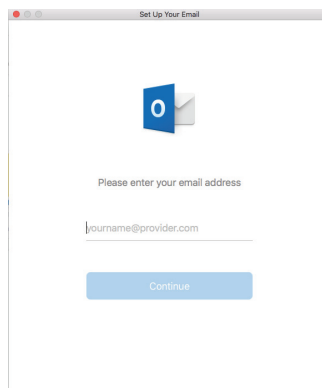 Set Up Your Email
O
Please enter your email address
yourname@provider.com
Continue